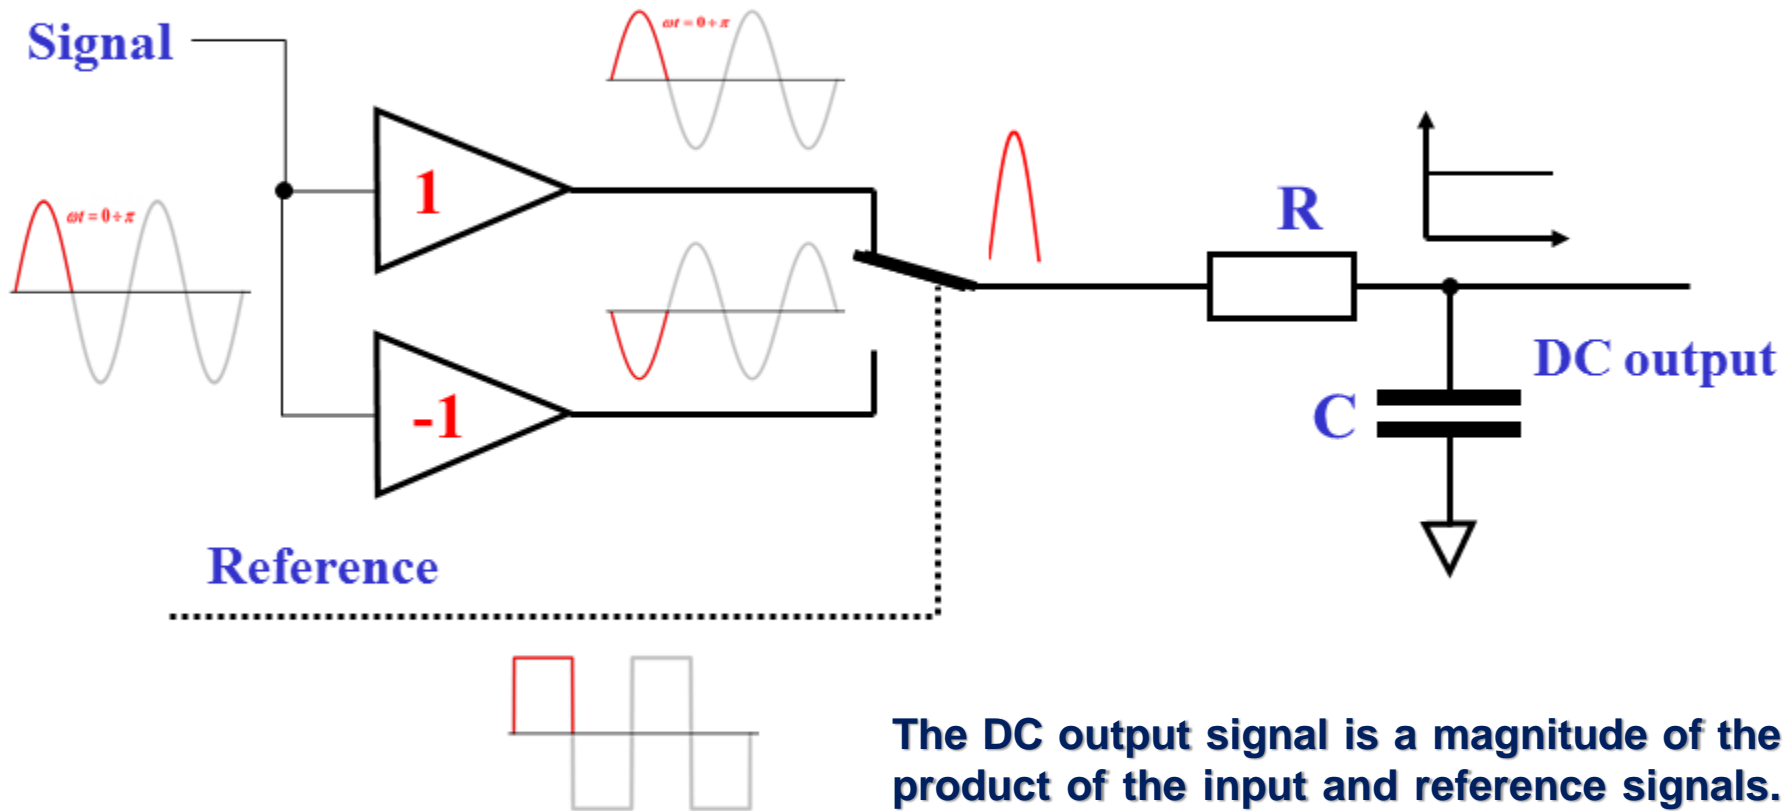 Signal
ωt = 0 ÷ π
1
R
ωt = 0 ÷ π
DC output
C
-1
Reference
The DC output signal is a magnitude of the
product of the input and reference signals.